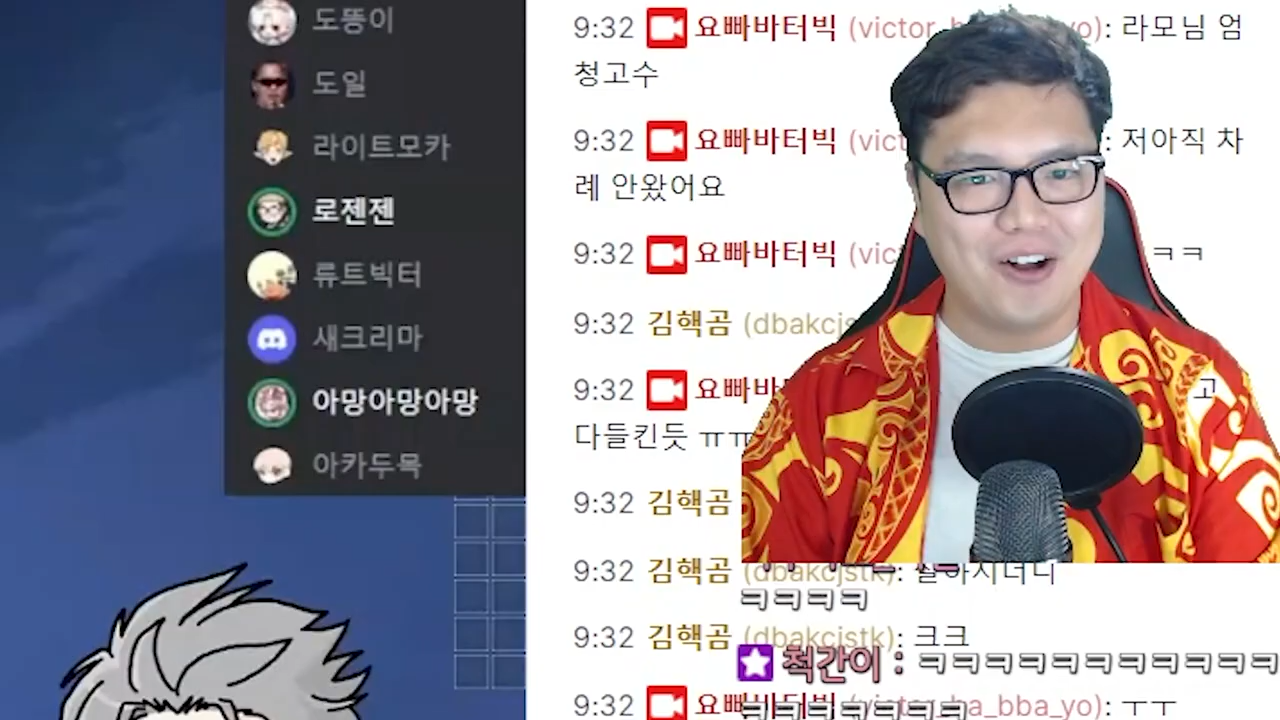 도뚱이
도일
라이트모카
로젠젠
류트빅터
새크리마
아망아망아망
아카두목
9:32 요빠바터빅 (victor_ba_bba_yo): 라모님 엄
청고수
9:32 요빠바터빅 (vict : 저아직 차
례 안왔어요
9:32 요빠바터빅 (vic ㅋㅋ
9:32 김핵곰 (dbakcjs
9:32 요빠바 고
다들킨듯 ㅠㅠ
9:32 김핵곰
9:32 김핵곰 (dbakcjstk):
ㅋㅋㅋㅋ
9:32 김핵곰 (dbakcjstk): 크크
척간이 : ㅋㅋㅋㅋㅋㅋㅋㅋㅋㅋㅋ
9:32 요빠바터빅 (victor_ba_bba_yo): ㅜㅜ